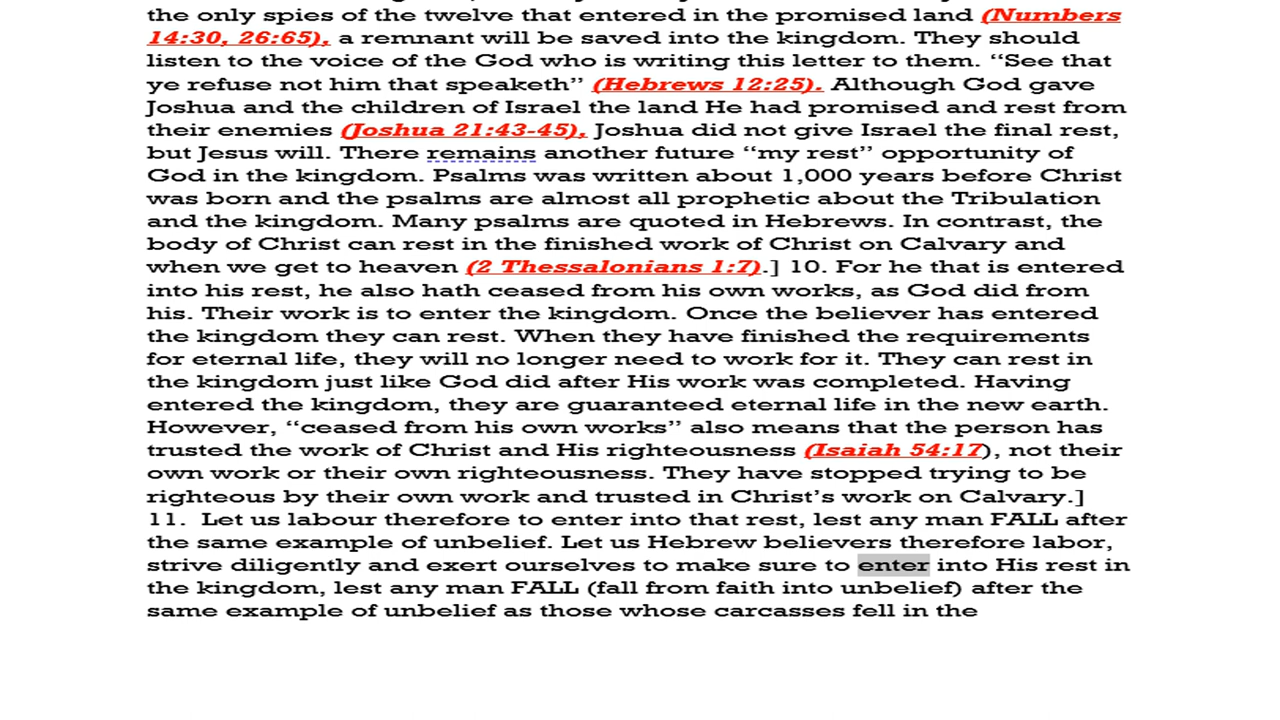 the only spies of the twelve that entered in the promised land (Numbers
14:30, 26:65), a remnant will be saved into the kingdom. They should
listen to the voice of the God who is writing this letter to them. “See that
ye refuse not him that speaketh” (Hebrews 12:25). Although God gave
Joshua and the children of Israel the land He had promised and rest from
their enemies (Joshua 21:43-45), Joshua did not give Israel the final rest,
but Jesus will. There remains another future “my rest” opportunity of
God in the kingdom. Psalms was written about 1,000 years before Christ
was born and the psalms are almost all prophetic about the Tribulation
and the kingdom. Many psalms are quoted in Hebrews. In contrast, the
body of Christ can rest in the finished work of Christ on Calvary and
when we get to heaven (2 Thessalonians 1:7).] 10. For he that is entered
into his rest, he also hath ceased from his own works, as God did from
his. Their work is to enter the kingdom. Once the believer has entered
the kingdom they can rest. When they have finished the requirements
for eternal life, they will no longer need to work for it. They can rest in
the kingdom just like God did after His work was completed. Having
entered the kingdom, they are guaranteed eternal life in the new earth.
However, “ceased from his own works” also means that the person has
trusted the work of Christ and His righteousness (Isaiah 54:17), not their
own work or their own righteousness. They have stopped trying to be
righteous by their own work and trusted in Christ’s work on Calvary.]
11.  Let us labour therefore to enter into that rest, lest any man FALL after
the same example of unbelief. Let us Hebrew believers therefore labor,
strive diligently and exert ourselves to make sure to enter into His rest in
the kingdom, lest any man FALL (fall from faith into unbelief) after the
same example of unbelief as those whose carcasses fell in the